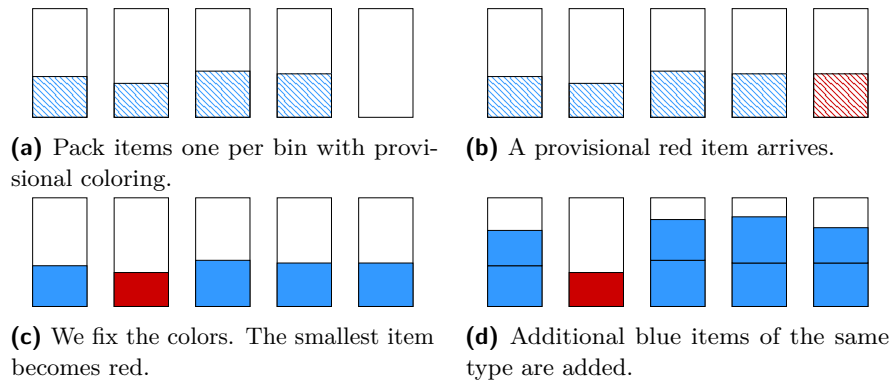 (a) Pack items one per bin with provi-
sional coloring.
(b) A provisional red item arrives.
(c) We fix the colors. The smallest item
becomes red.
(d) Additional blue items of the same
type are added.